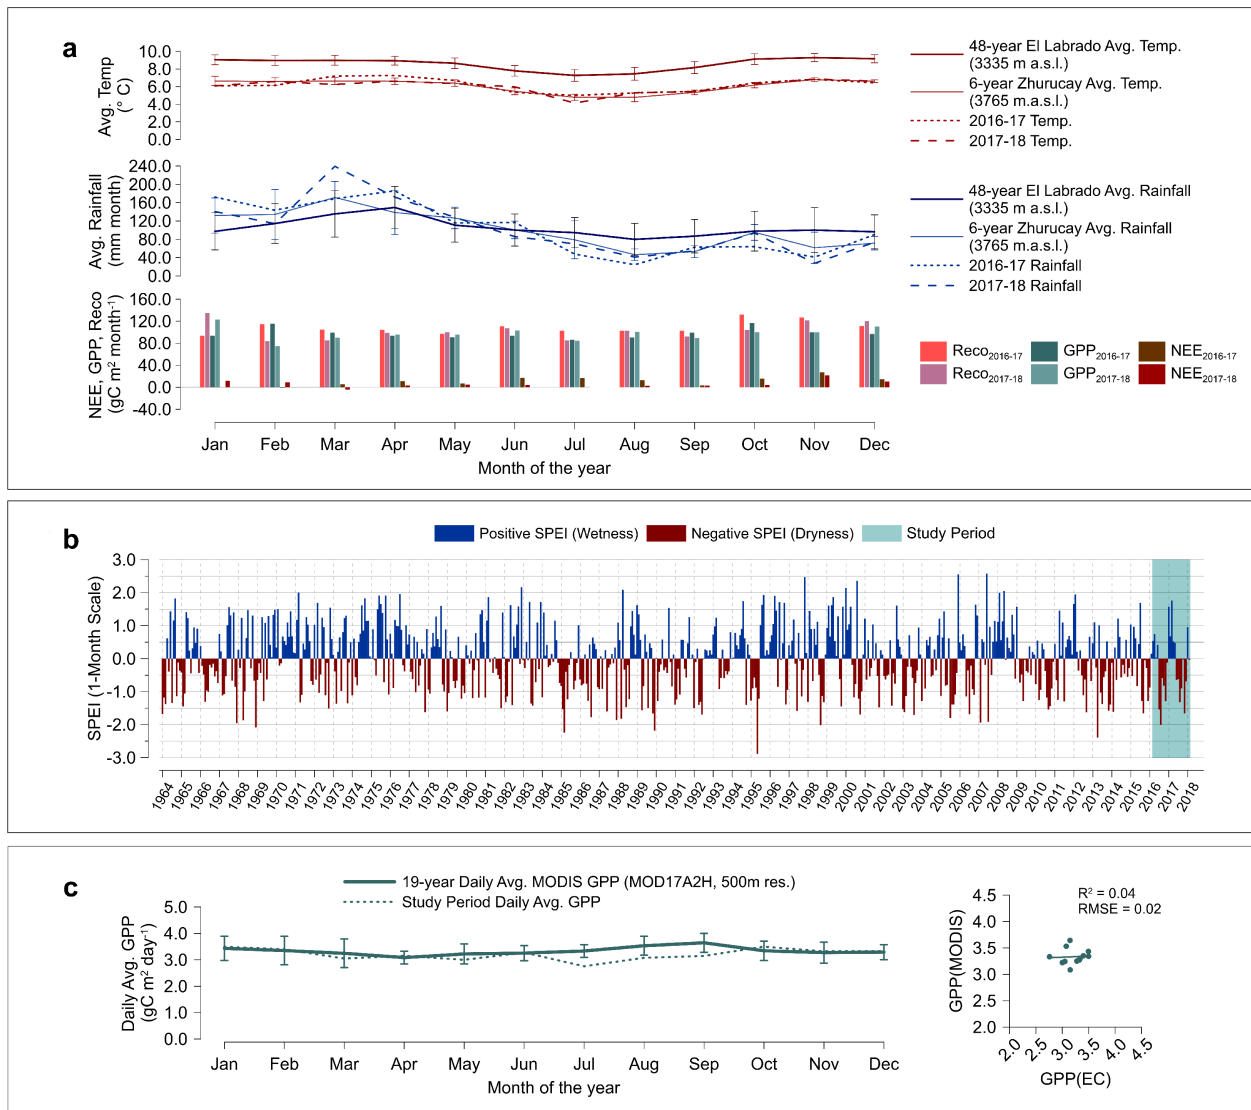 a
Avg. Temp
(° C)
10.0
8.0
6.0
4.0
2.0
0.0
48-year El Labrado Avg. Temp.
(3335 m a.s.l.)
6-year Zhurucay Avg. Temp.
(3765 m.a.s.l.)
2016-17 Temp.
2017-18 Temp.
Avg. Rainfall
(mm month)
240.0
200.0
160.0
120.0
80.0
40.0
0.0
48-year El Labrado Avg. Rainfall
(3335 m a.s.l.)
6-year Zhurucay Avg. Rainfall
(3765 m.a.s.l.)
2016-17 Rainfall
2017-18 Rainfall
NEE, GPP, Reco
(gC m² month⁻¹)
160.0
120.0
80.0
40.0
0.0
-40.0
Reco2016-17 GPP2016-17 NEE2016-17
Reco2017-18 GPP2017-18 NEE2017-18
Jan Feb Mar Apr May Jun Jul Aug Sep Oct Nov Dec
Month of the year
b
Positive SPEI (Wetness) Negative SPEI (Dryness) Study Period
SPEI (1-Month Scale)
3.0
2.0
1.0
0.0
-1.0
-2.0
-3.0
1964 1965 1966 1967 1968 1969 1970 1971 1972 1973 1974 1975 1976 1977 1978 1979 1980 1981 1982 1983 1984 1985 1986 1987 1988 1989 1990 1991 1992 1993 1994 1995 1996 1997 1998 1999 2000 2001 2002 2003 2004 2005 2006 2007 2008 2009 2010 2011 2012 2013 2014 2015 2016 2017 2018
c
19-year Daily Avg. MODIS GPP (MOD17A2H, 500m res.)
Study Period Daily Avg. GPP
Daily Avg. GPP
(gC m² day⁻¹)
5.0
4.0
3.0
2.0
1.0
0.0
Jan Feb Mar Apr May Jun Jul Aug Sep Oct Nov Dec
Month of the year
R² = 0.04
RMSE = 0.02
GPP(MODIS)
4.5
4.0
3.5
3.0
2.5
2.0
2.0 2.5 3.0 3.5 4.0 4.5
GPP(EC)